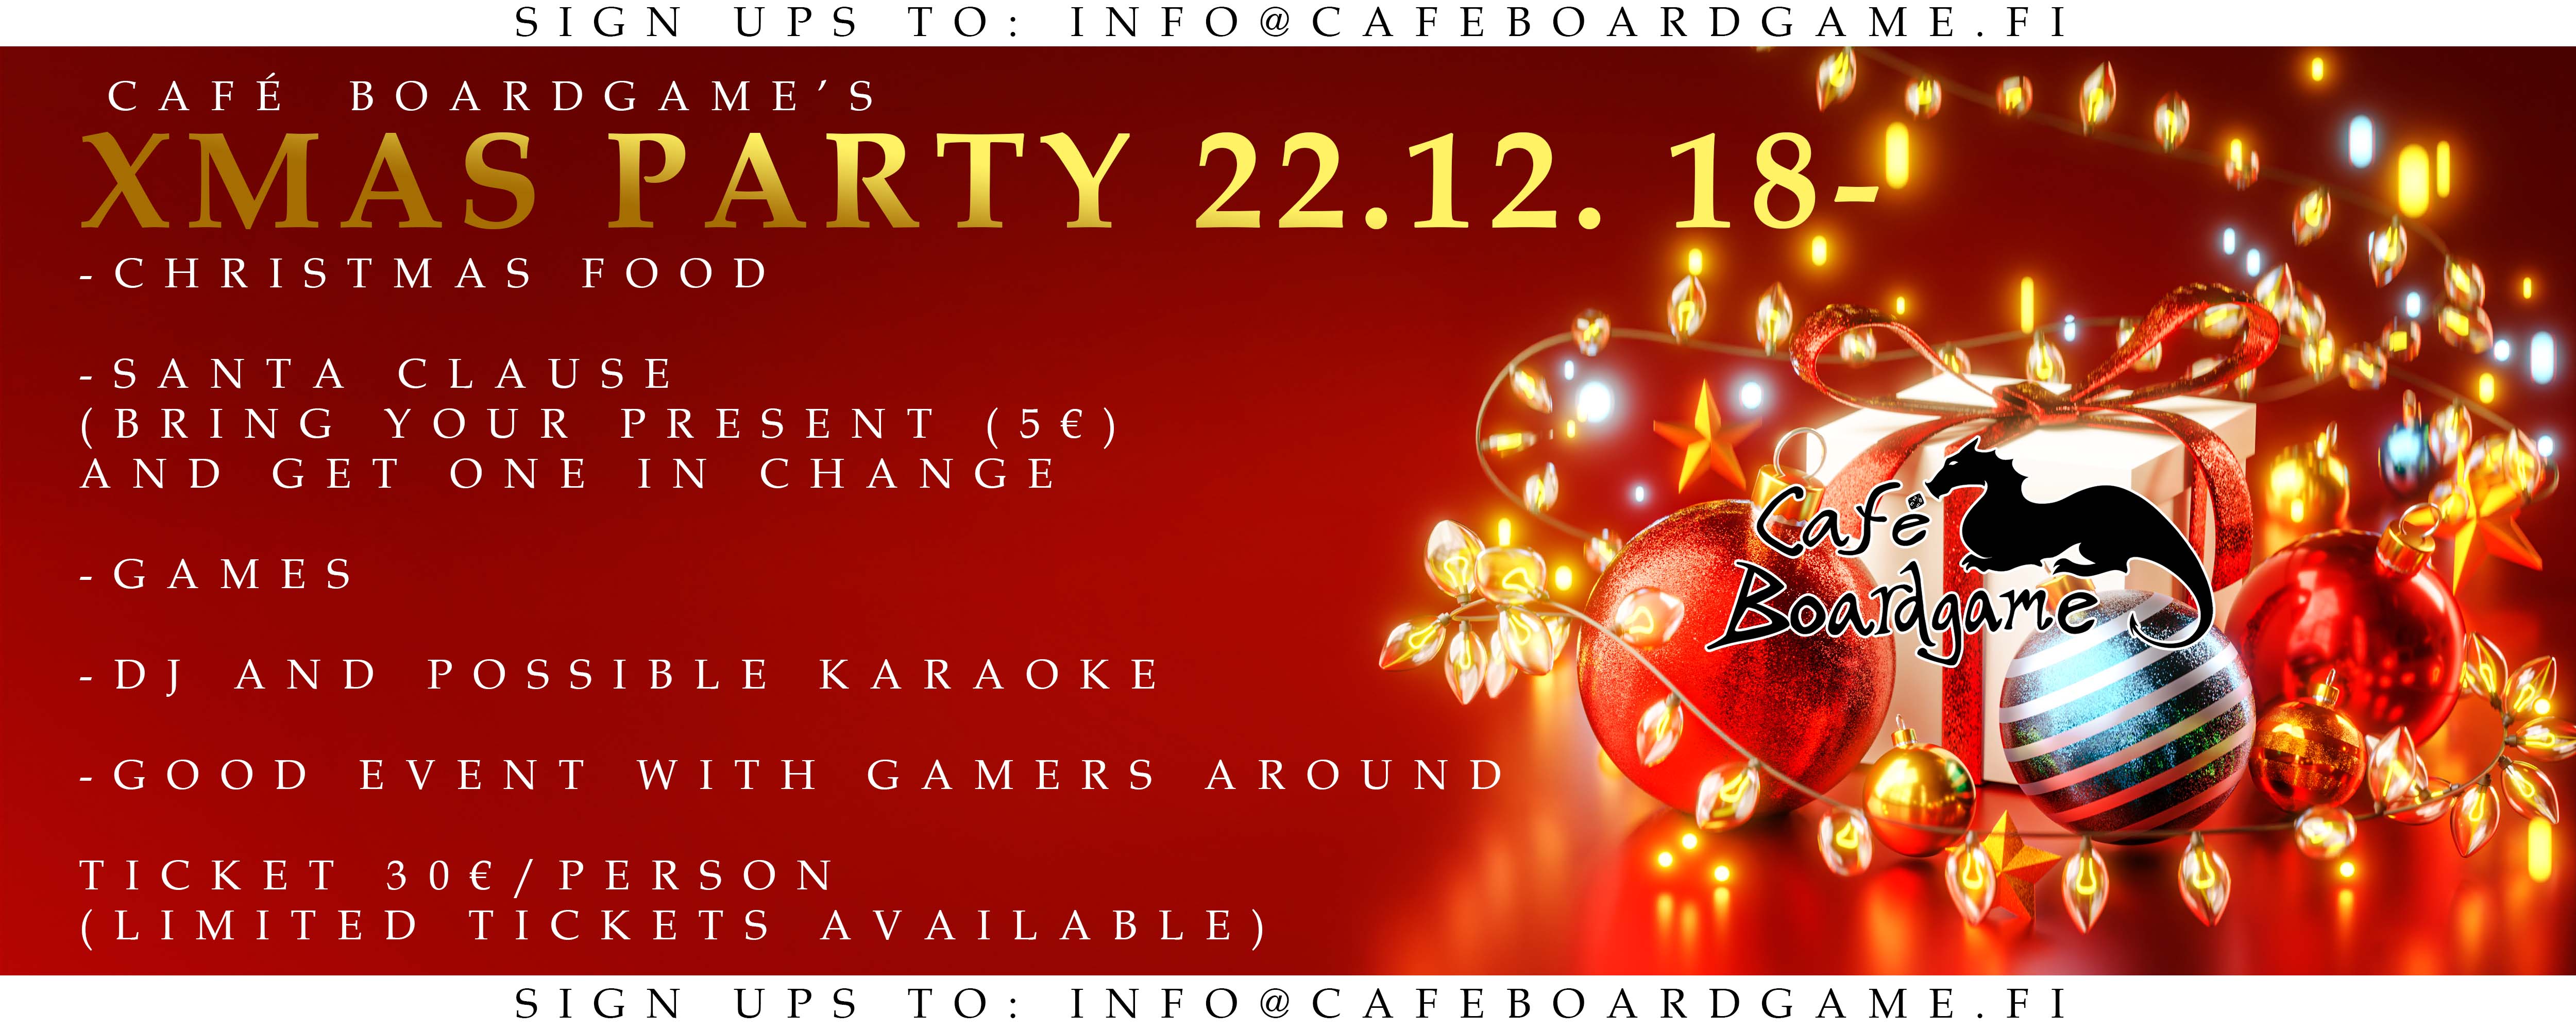 SIGN UPS TO: INFO@CAFEBOARDGAME.FI
CAFÉ BOARDGAME’S
XMAS PARTY 22.12. 18-
-CHRISTMAS FOOD
-SANTA CLAUSE
(BRING YOUR PRESENT (5€)
AND GET ONE IN CHANGE
-GAMES
-DJ AND POSSIBLE KARAOKE
-GOOD EVENT WITH GAMERS AROUND
TICKET 30€/PERSON
(LIMITED TICKETS AVAILABLE)
Café
Boardgame
SIGN UPS TO: INFO@CAFEBOARDGAME.FI